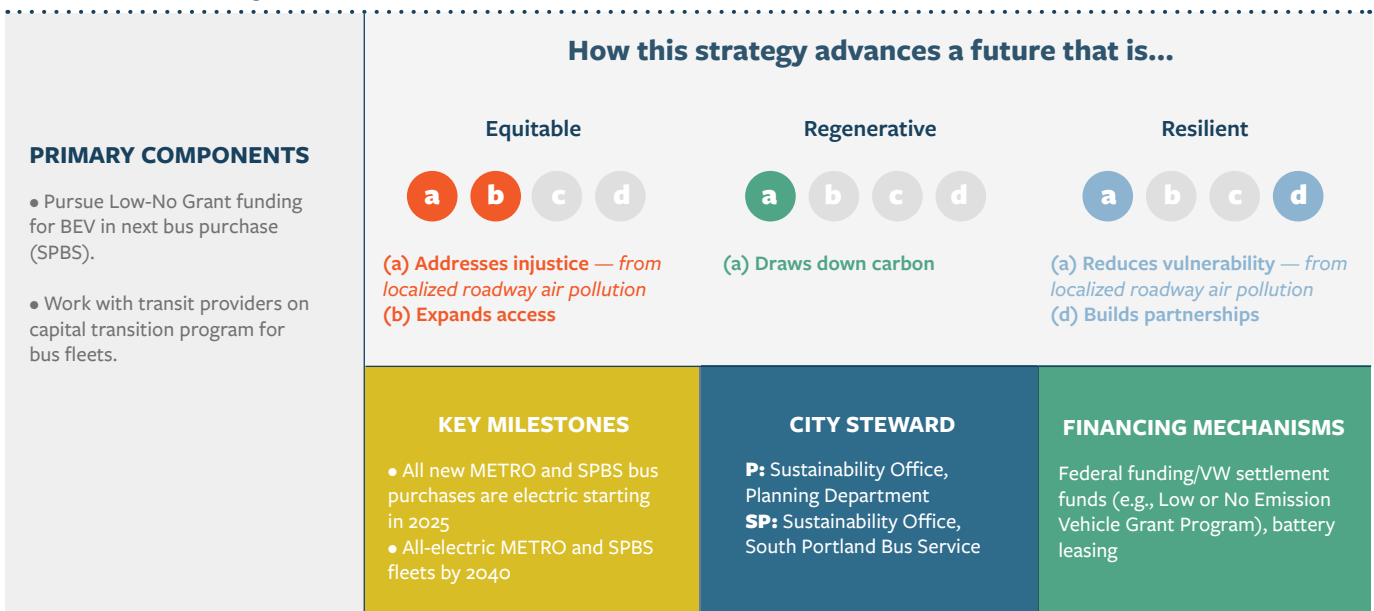 How this strategy advances a future that is...
PRIMARY COMPONENTS
• Pursue Low-No Grant funding
for BEV in next bus purchase
(SPBS).
• Work with transit providers on
capital transition program for
bus fleets.
Equitable
a b c d
(a) Addresses injustice — from
localized roadway air pollution
(b) Expands access
Regenerative
a b c d
(a) Draws down carbon
Resilient
a b c d
(a) Reduces vulnerability — from
localized roadway air pollution
(d) Builds partnerships
KEY MILESTONES
• All new METRO and SPBS bus
purchases are electric starting
in 2025
• All-electric METRO and SPBS
fleets by 2040
CITY STEWARD
P: Sustainability Office,
Planning Department
SP: Sustainability Office,
South Portland Bus Service
FINANCING MECHANISMS
Federal funding/VW settlement
funds (e.g., Low or No Emission
Vehicle Grant Program), battery
leasing